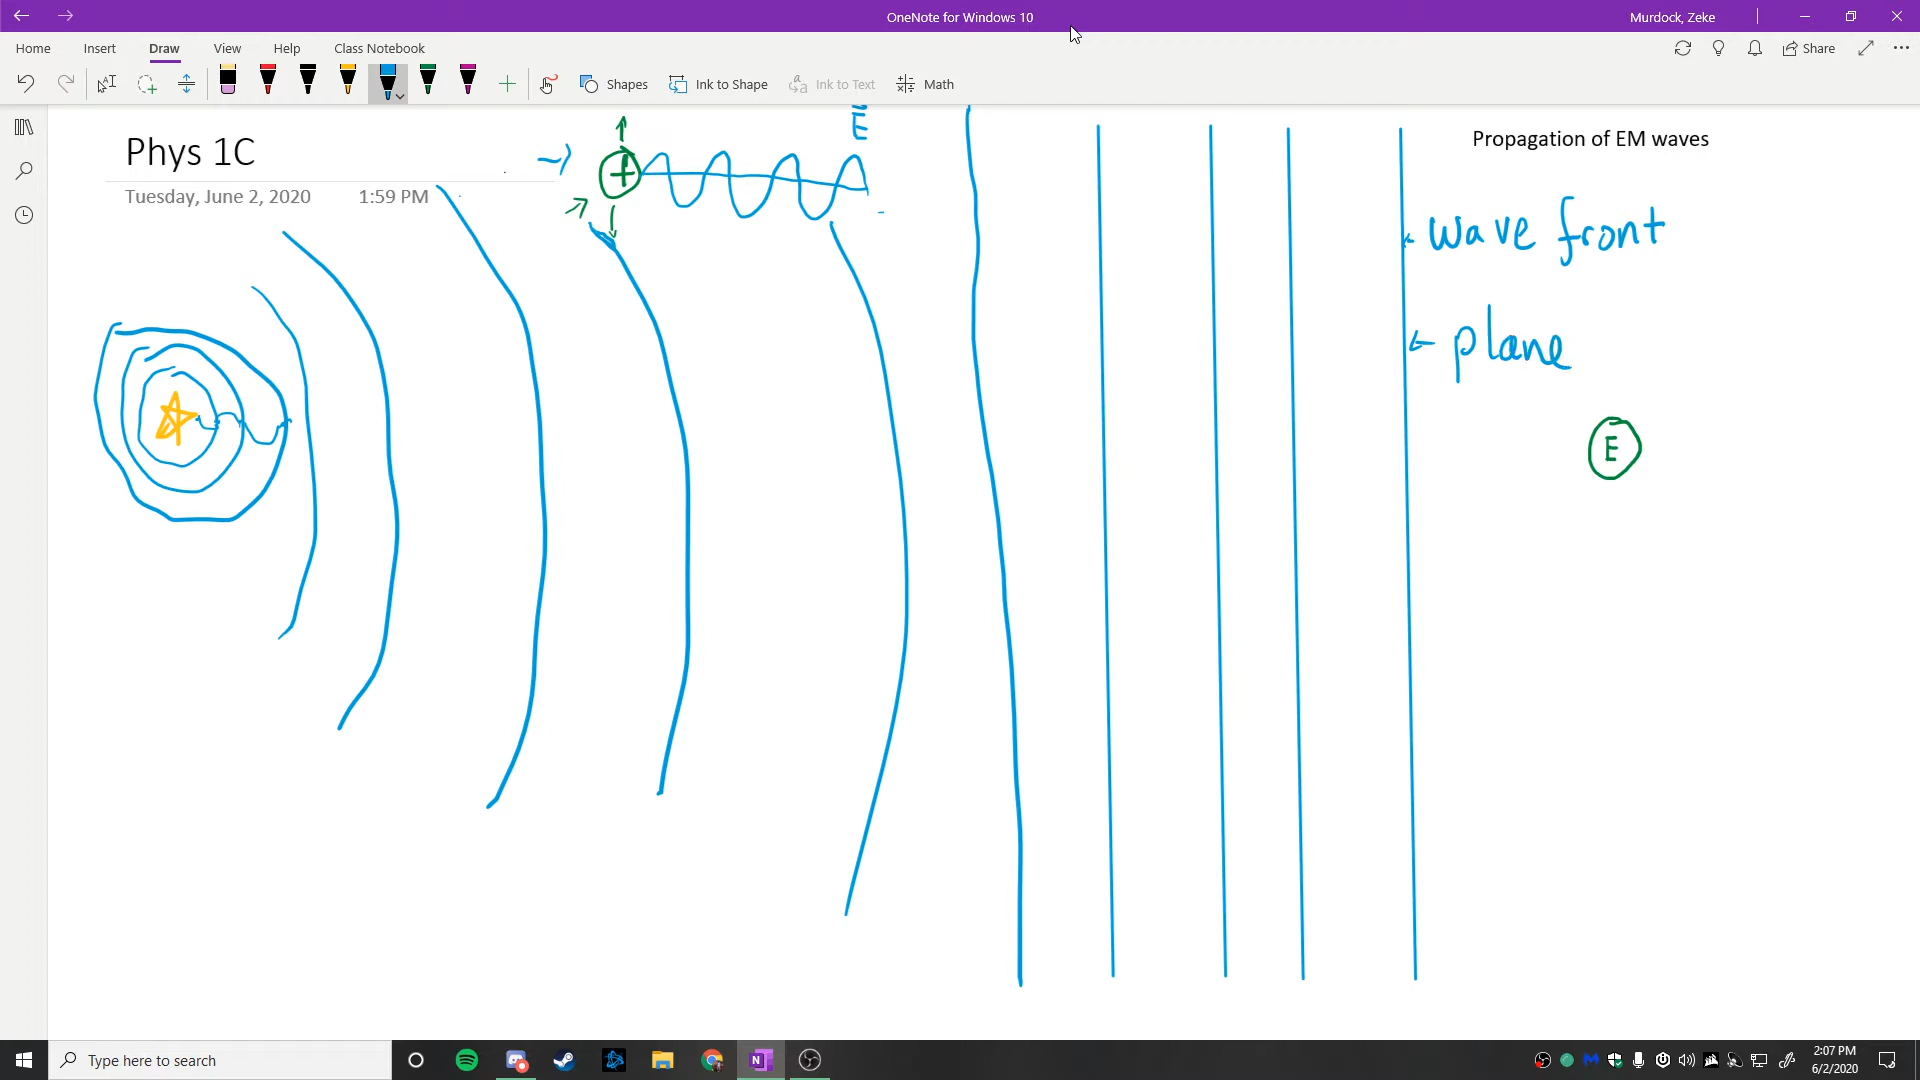 OneNote for Windows 10
Murdock, Zeke
Home Insert Draw View Help Class Notebook
Share
Shapes Ink to Shape Ink to Text Math
Phys 1C
Tuesday, June 2, 2020 1:59 PM
+
E
Propagation of EM waves
wave front
plane
E
Type here to search
2:07 PM
6/2/2020